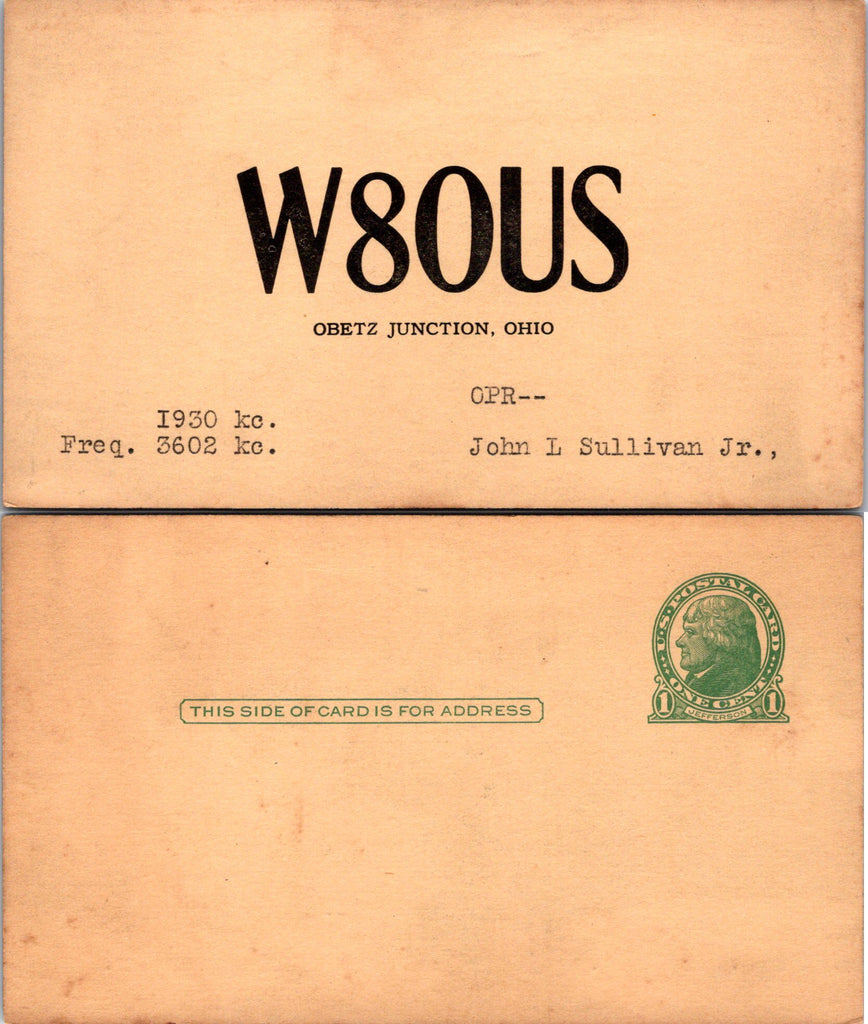 W8OUS
OBETZ JUNCTION, OHIO
OPR--
I930 kc.
Freq. 3602 kc.
John L Sullivan Jr.,
U.S. POSTAL CARD
THIS SIDE OF CARD IS FOR ADDRESS
ONE CENT
1 JEFFERSON 1